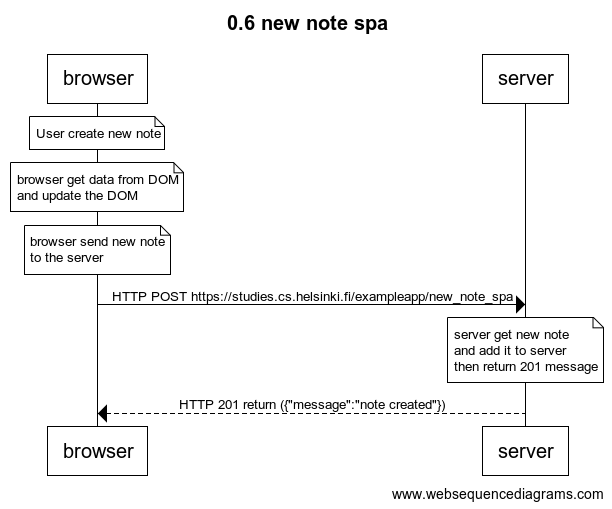 0.6 new note spa
browser
server
User create new note
browser get data from DOM
and update the DOM
browser send new note
to the server
HTTP POST https://studies.cs.helsinki.fi/exampleapp/new_note_spa
server get new note
and add it to server
then return 201 message
HTTP 201 return ({"message":"note created"})
browser
server
www.websequencediagrams.com